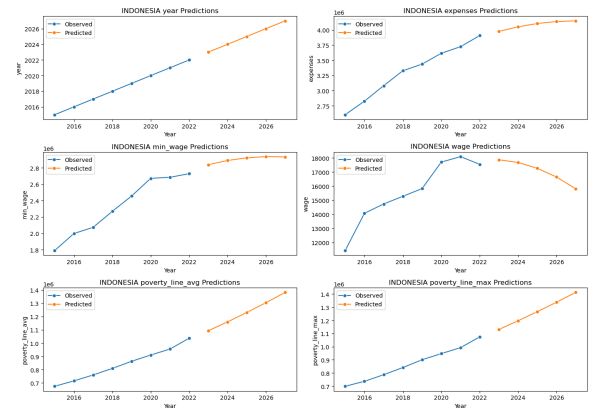 INDONESIA year Predictions
Observed
Predicted
2026
2024
2022
2020
2018
2016
year
2016
2018
2020
2022
2024
2026
Year
INDONESIA expenses Predictions
1e6
Observed
Predicted
4.00
3.75
3.50
3.25
3.00
2.75
expenses
2016
2018
2020
2022
2024
2026
Year
INDONESIA min_wage Predictions
1e6
Observed
Predicted
2.8
2.6
2.4
2.2
2.0
1.8
min_wage
2016
2018
2020
2022
2024
2026
Year
INDONESIA wage Predictions
Observed
Predicted
18000
17000
16000
15000
14000
13000
12000
wage
2016
2018
2020
2022
2024
2026
Year
INDONESIA poverty_line_avg Predictions
1e6
Observed
Predicted
1.4
1.3
1.2
1.1
1.0
0.9
0.8
0.7
poverty_line_avg
2016
2018
2020
2022
2024
2026
Year
INDONESIA poverty_line_max Predictions
1e6
Observed
Predicted
1.4
1.3
1.2
1.1
1.0
0.9
0.8
0.7
poverty_line_max
2016
2018
2020
2022
2024
2026
Year